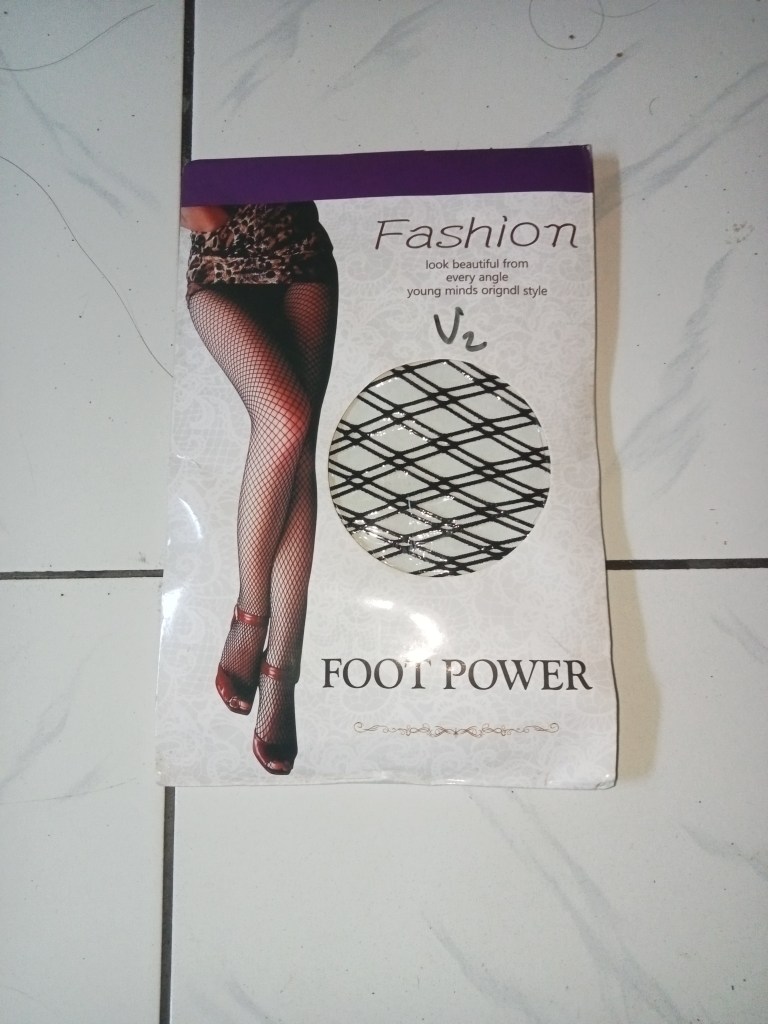 Fashion
look beautiful from
every angle
young minds origndl style
V2
FOOT POWER